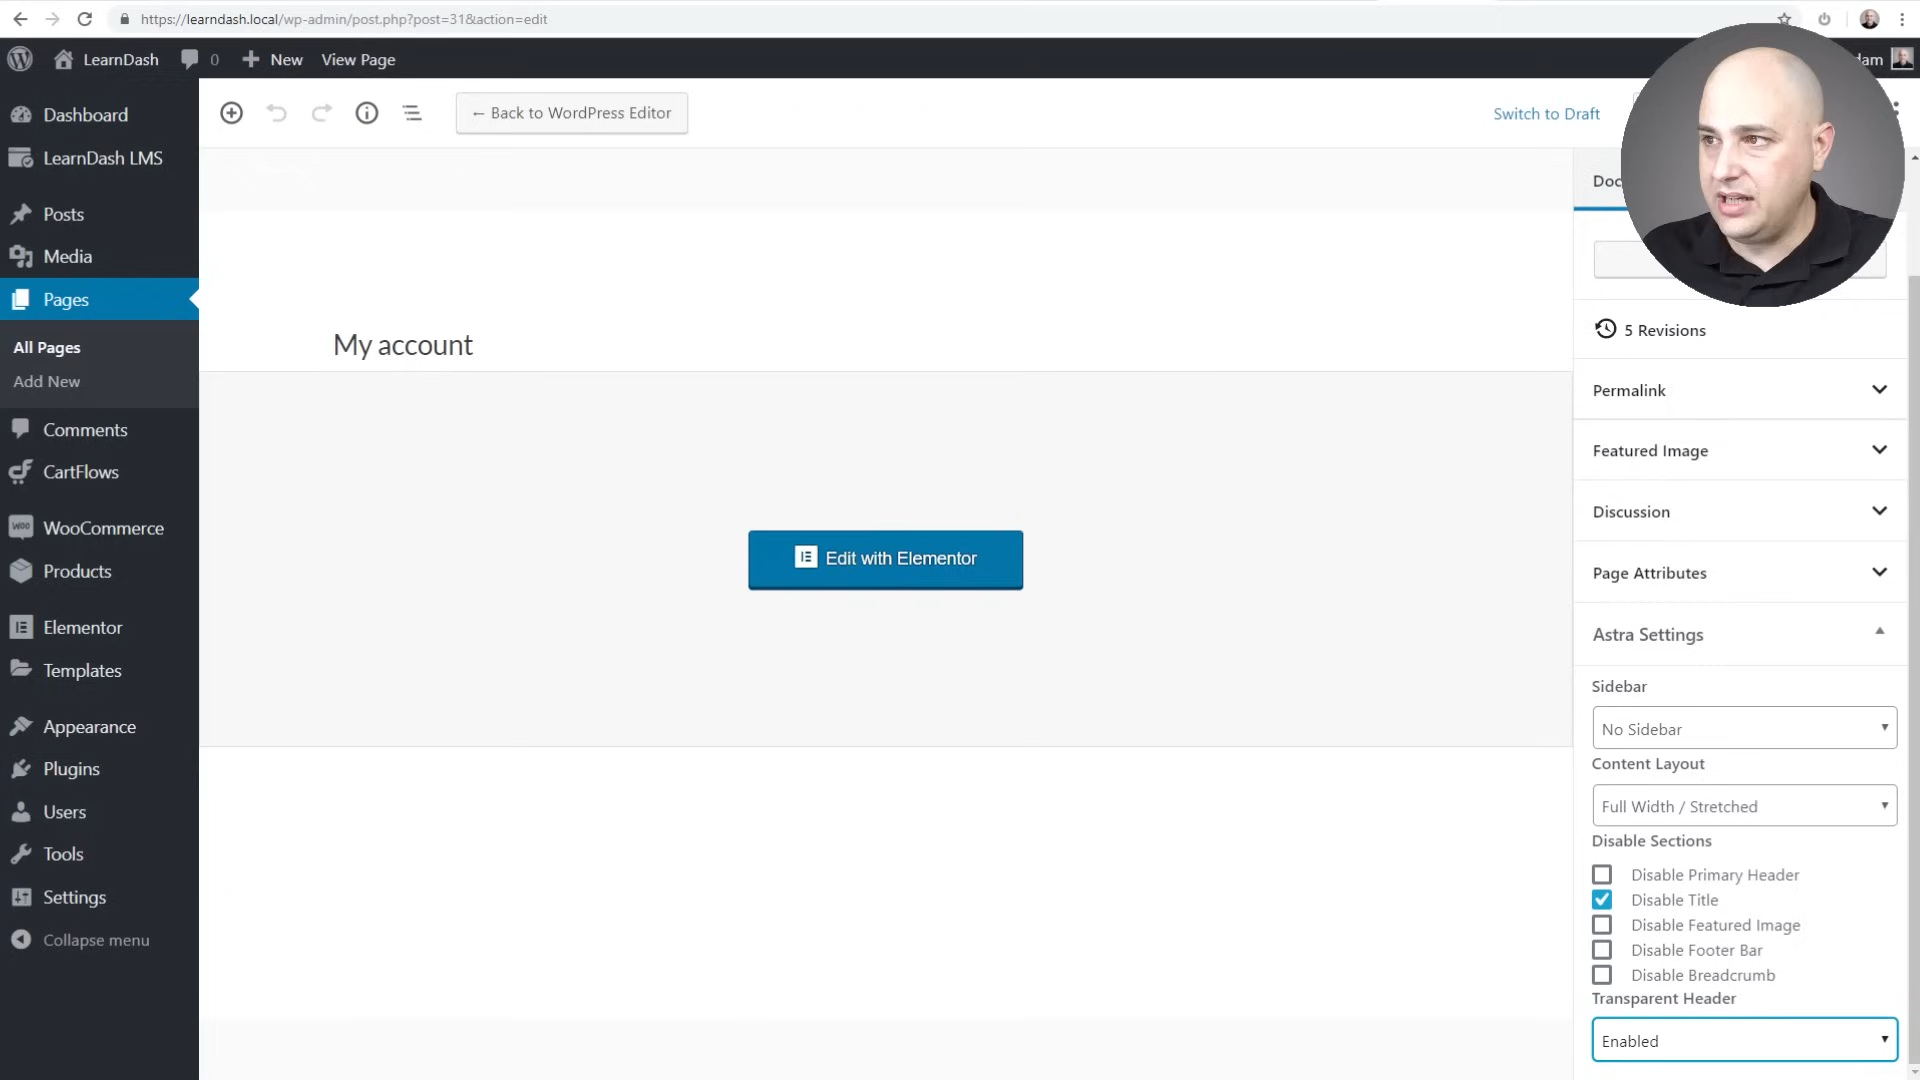 https://learndash.local/wp-admin/post.php?post=31&action=edit
LearnDash
0
New
View Page
Dashboard
LearnDash LMS
Posts
Media
Pages
All Pages
Add New
Comments
CartFlows
WooCommerce
Products
Elementor
Templates
Appearance
Plugins
Users
Tools
Settings
Collapse menu
← Back to WordPress Editor
Switch to Draft
My account
Edit with Elementor
5 Revisions
Permalink
Featured Image
Discussion
Page Attributes
Astra Settings
Sidebar
No Sidebar
Content Layout
Full Width / Stretched
Disable Sections
Disable Primary Header
Disable Title
Disable Featured Image
Disable Footer Bar
Disable Breadcrumb
Transparent Header
Enabled